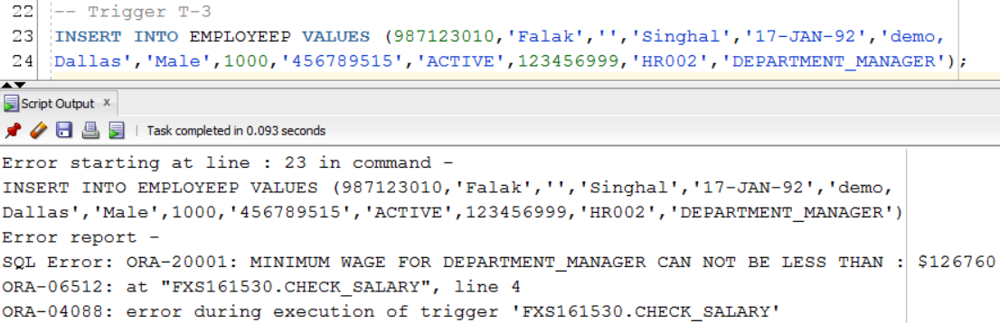 22 -- Trigger T-3
23 INSERT INTO EMPLOYEEP VALUES (987123010,'Falak','','Singhal','17-JAN-92','demo,
24 Dallas','Male',1000,'456789515','ACTIVE',123456999,'HR002','DEPARTMENT_MANAGER');
Script Output x
Task completed in 0.093 seconds
Error starting at line : 23 in command -
INSERT INTO EMPLOYEEP VALUES (987123010,'Falak','','Singhal','17-JAN-92','demo,
Dallas','Male',1000,'456789515','ACTIVE',123456999,'HR002','DEPARTMENT_MANAGER')
Error report -
SQL Error: ORA-20001: MINIMUM WAGE FOR DEPARTMENT_MANAGER CAN NOT BE LESS THAN : $126760
ORA-06512: at "FXS161530.CHECK_SALARY", line 4
ORA-04088: error during execution of trigger 'FXS161530.CHECK_SALARY'